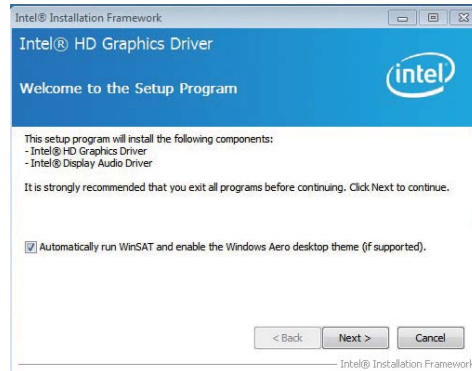 Intel® Installation Framework
Intel® HD Graphics Driver
intel
Welcome to the Setup Program
This setup program will install the following components:
- Intel® HD Graphics Driver
- Intel® Display Audio Driver
It is strongly recommended that you exit all programs before continuing. Click Next to continue.
Automatically run WinSAT and enable the Windows Aero desktop theme (if supported).
< Back Next > Cancel
Intel® Installation Framework